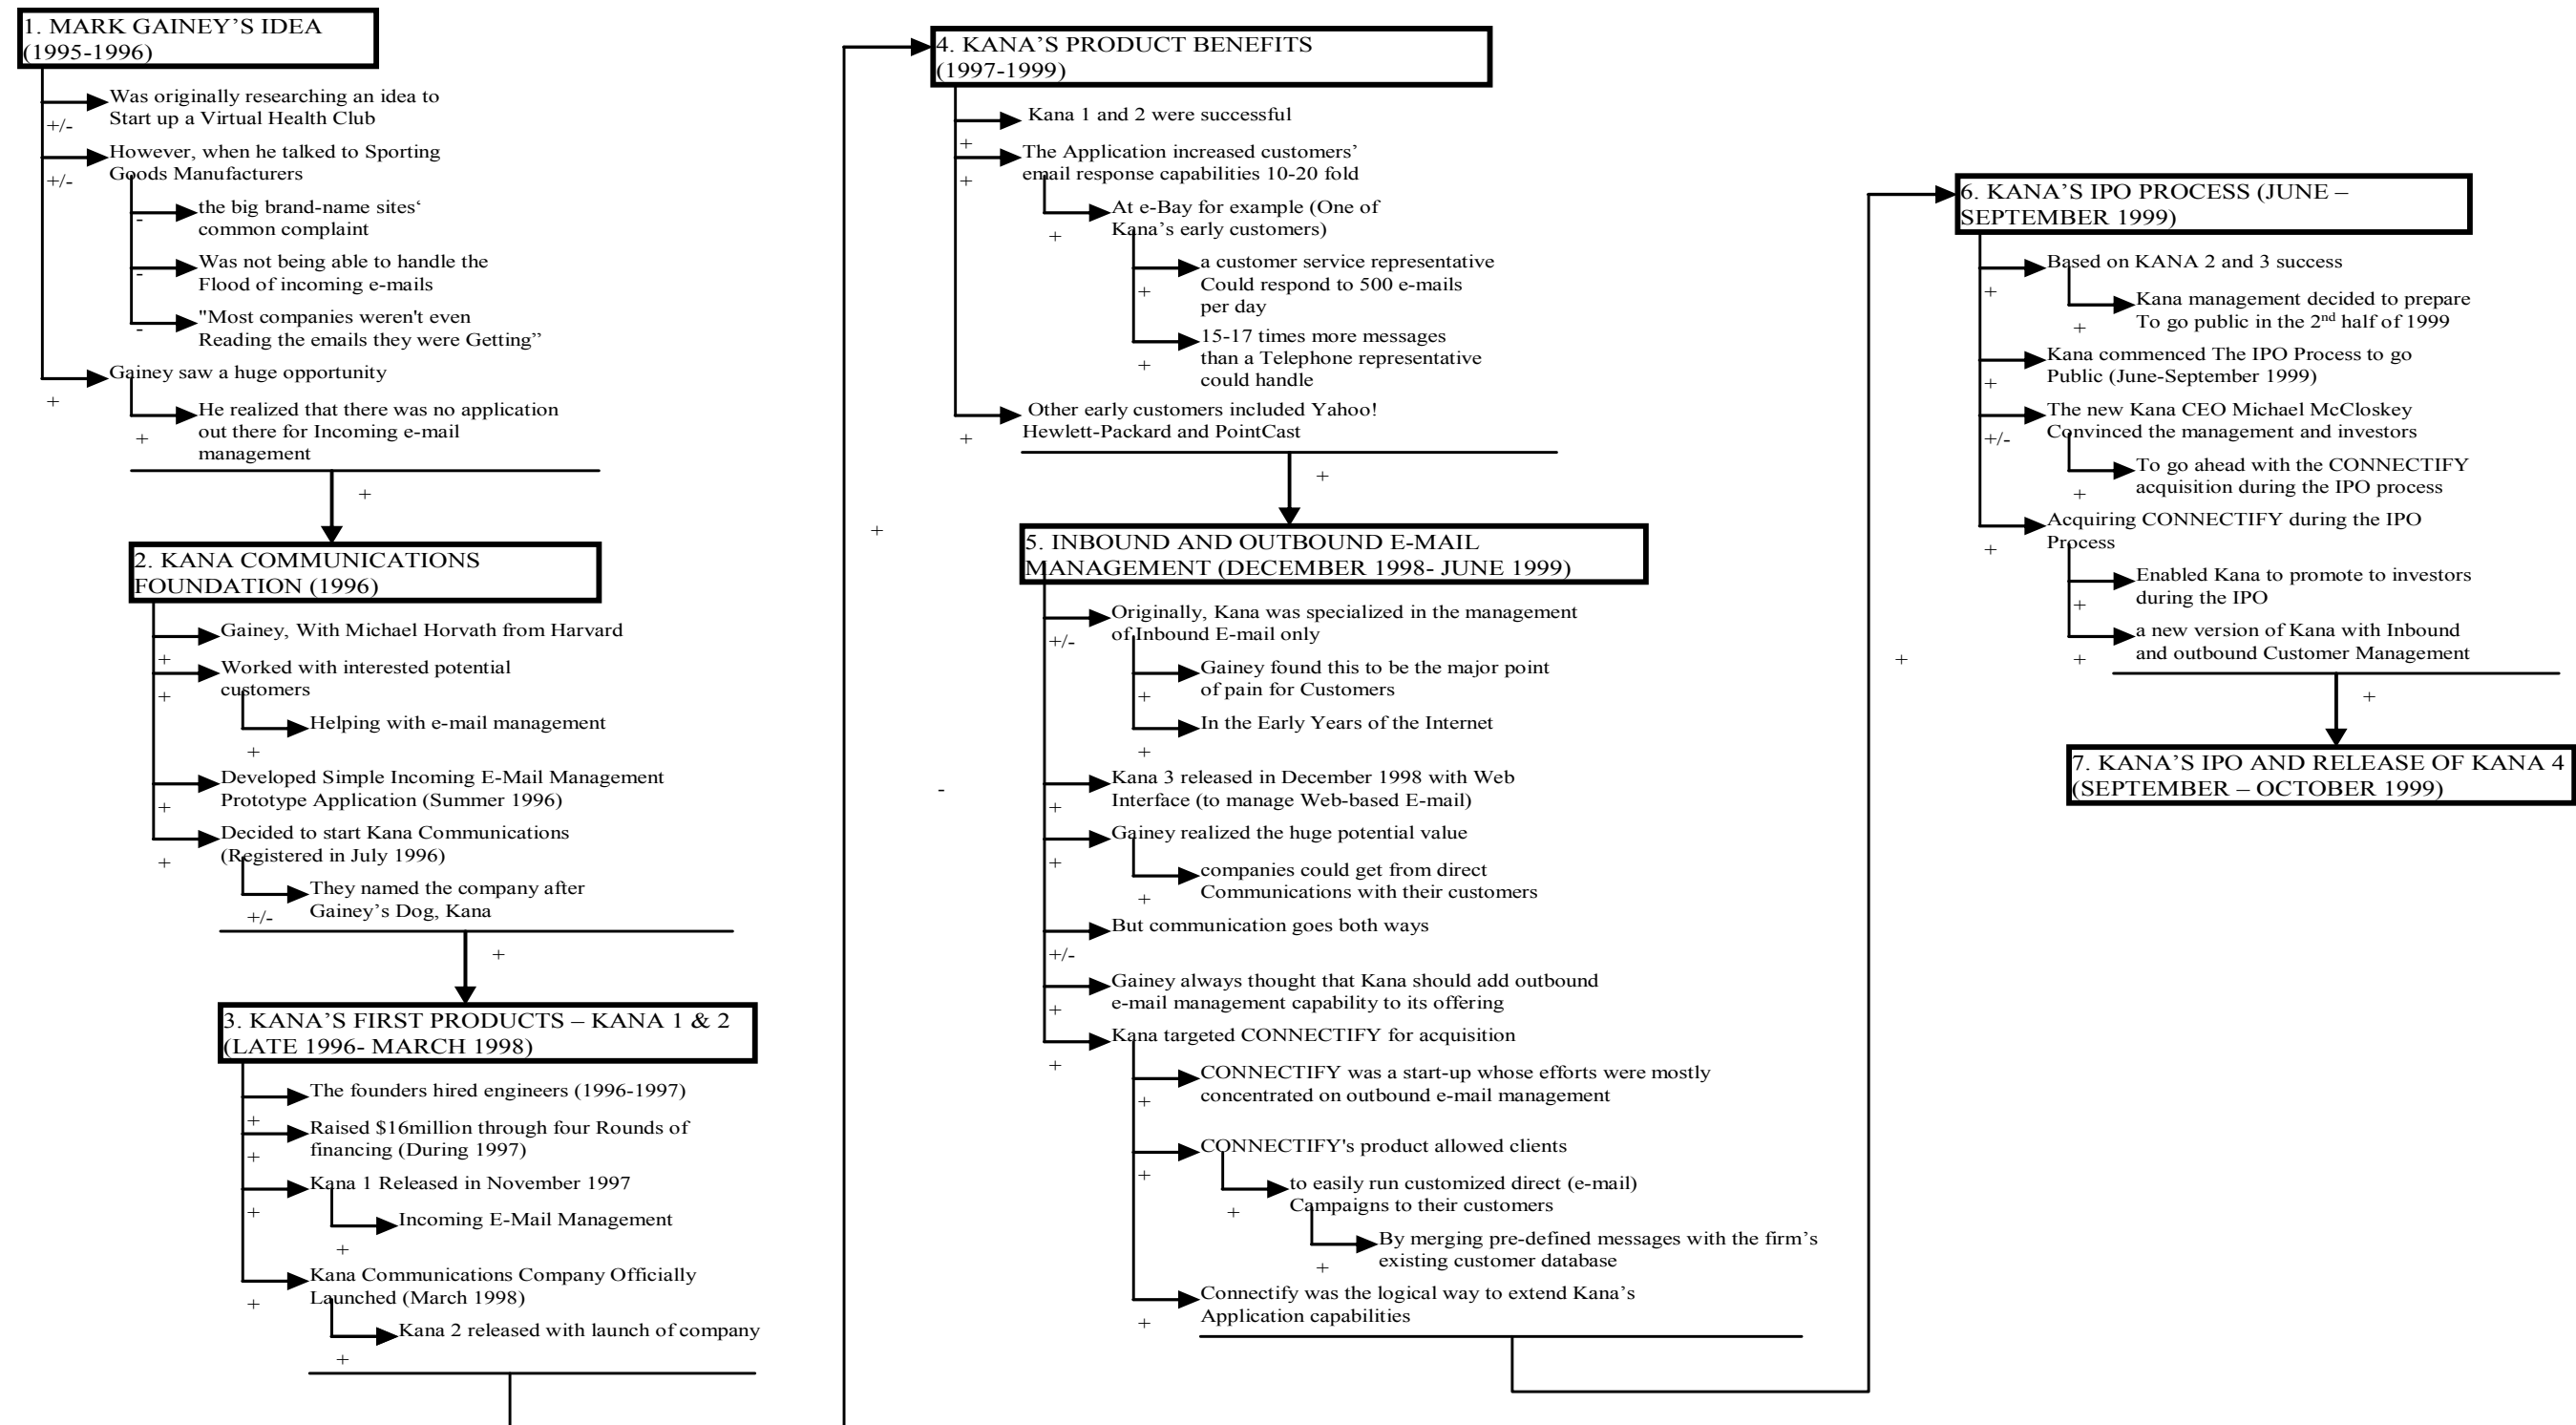 1. MARK GAINEY’S IDEA
(1995-1996)
Was originally researching an idea to
+/-
Start up a Virtual Health Club
However, when he talked to Sporting
+/-
Goods Manufacturers
the big brand-name sites‘
-
common complaint
Was not being able to handle the
-
Flood of incoming e-mails
"Most companies weren't even
-
Reading the emails they were Getting”
Gainey saw a huge opportunity
+
He realized that there was no application
+
out there for Incoming e-mail
management
+
2. KANA COMMUNICATIONS
FOUNDATION (1996)
Gainey, With Michael Horvath from Harvard
+
Worked with interested potential
+
customers
Helping with e-mail management
+
Developed Simple Incoming E-Mail Management
+
Prototype Application (Summer 1996)
Decided to start Kana Communications
+
(Registered in July 1996)
They named the company after
+/-
Gainey’s Dog, Kana
+
3. KANA’S FIRST PRODUCTS – KANA 1 & 2
(LATE 1996- MARCH 1998)
The founders hired engineers (1996-1997)
+
Raised $16million through four Rounds of
+
financing (During 1997)
Kana 1 Released in November 1997
+
Incoming E-Mail Management
+
Kana Communications Company Officially
+
Launched (March 1998)
Kana 2 released with launch of company
+
+
4. KANA’S PRODUCT BENEFITS
(1997-1999)
Kana 1 and 2 were successful
+
The Application increased customers’
+
email response capabilities 10-20 fold
At e-Bay for example (One of
+
Kana’s early customers)
a customer service representative
+
Could respond to 500 e-mails
per day
15-17 times more messages
+
than a Telephone representative
could handle
Other early customers included Yahoo!
+
Hewlett-Packard and PointCast
+
5. INBOUND AND OUTBOUND E-MAIL
MANAGEMENT (DECEMBER 1998- JUNE 1999)
Originally, Kana was specialized in the management
+/-
of Inbound E-mail only
Gainey found this to be the major point
+
of pain for Customers
In the Early Years of the Internet
+
-
Kana 3 released in December 1998 with Web
+
Interface (to manage Web-based E-mail)
Gainey realized the huge potential value
+
companies could get from direct
+
Communications with their customers
But communication goes both ways
+/-
Gainey always thought that Kana should add outbound
+
e-mail management capability to its offering
Kana targeted CONNECTIFY for acquisition
+
CONNECTIFY was a start-up whose efforts were mostly
+
concentrated on outbound e-mail management
CONNECTIFY's product allowed clients
+
to easily run customized direct (e-mail)
+
Campaigns to their customers
By merging pre-defined messages with the firm’s
+
existing customer database
Connectify was the logical way to extend Kana’s
+
Application capabilities
+
6. KANA’S IPO PROCESS (JUNE –
SEPTEMBER 1999)
Based on KANA 2 and 3 success
+
Kana management decided to prepare
+
To go public in the 2nd half of 1999
Kana commenced The IPO Process to go
+
Public (June-September 1999)
The new Kana CEO Michael McCloskey
+/-
Convinced the management and investors
To go ahead with the CONNECTIFY
+
acquisition during the IPO process
Acquiring CONNECTIFY during the IPO
+
Process
Enabled Kana to promote to investors
+
during the IPO
a new version of Kana with Inbound
+
and outbound Customer Management
+
7. KANA’S IPO AND RELEASE OF KANA 4
(SEPTEMBER – OCTOBER 1999)